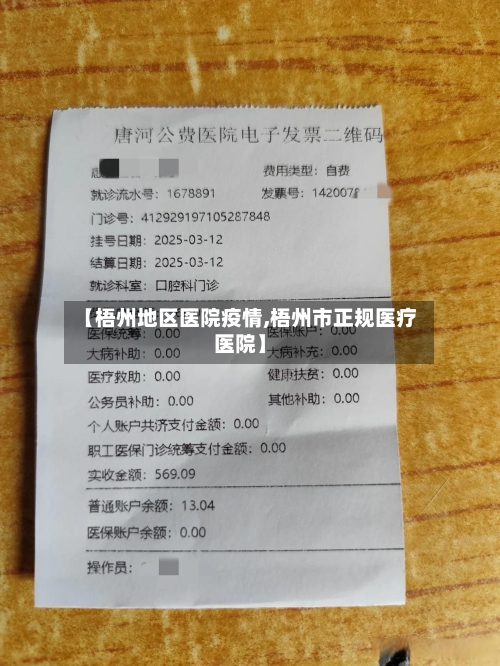 唐河公费医院电子发票二维码
费用类型：自费
就诊流水号：1678891 发票号：142007
门诊号：412929197105287848
挂号日期：2025-03-12
结算日期：2025-03-12
就诊科室：口腔科门诊
【梧州地区医院疫情,梧州市正规医疗
医院】
医保统筹：0.00 医保账户：0.00
大病补助：0.00 大病补充：0.00
医疗救助：0.00 健康扶贫：0.00
公务员补助：0.00 其他补助：0.00
个人账户共济支付金额：0.00
职工医保门诊统筹支付金额：0.00
实收金额：569.09
普通账户余额：13.04
医保账户余额：0.00
操作员：